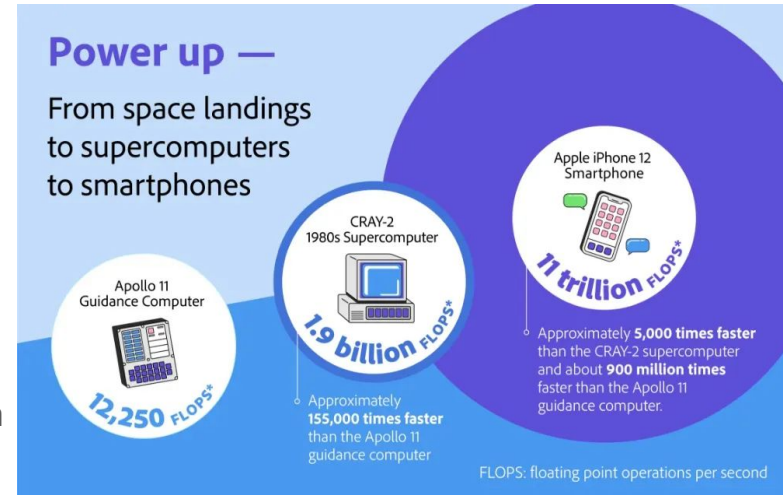 Power up —
From space landings
to supercomputers
to smartphones
Apollo 11
Guidance Computer
12,250 FLOPS*
CRAY-2
1980s Supercomputer
1.9 billion FLOPS*
Approximately
155,000 times faster
than the Apollo 11
guidance computer
Apple iPhone 12
Smartphone
11 trillion FLOPS*
Approximately 5,000 times faster
than the CRAY-2 supercomputer
and about 900 million times
faster than the Apollo 11
guidance computer.
FLOPS: floating point operations per second